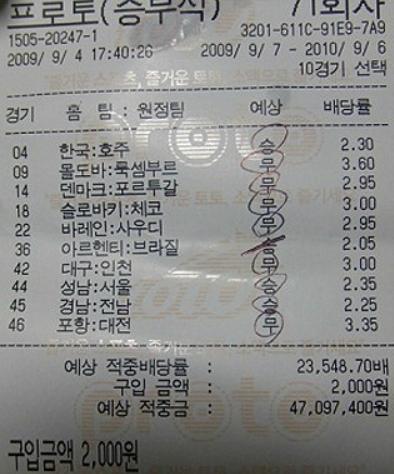 프로토(승무식) 71회차
1505-20247-1 3201-611C-91E9-7A9
2009/ 9/ 4 17:40:26 2009/ 9/ 7 - 2010/ 9/ 6
10경기 선택
경기 홈 팀 : 원정팀 예상 배당률
04 한국:호주 승 2.30
09 몰도바:룩셈부르 무 3.60
14 덴마크:포르투갈 무 2.95
18 슬로바키:체코 무 3.00
22 바레인:사우디 무 2.95
36 아르헨티:브라질 승 2.05
42 대구:인천 무 3.00
44 성남:서울 승 2.35
45 경남:전남 승 2.25
46 포항:대전 무 3.35
예상 적중배당률 : 23,548.70배
구입 금액 : 2,000원
예상 적중금 : 47,097,400원
구입금액 2,000원